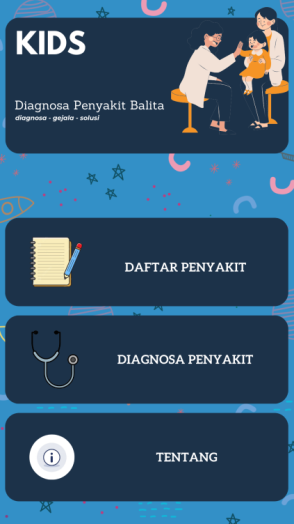 KIDS
Diagnosa Penyakit Balita
diagnosa - gejala - solusi
DAFTAR PENYAKIT
DIAGNOSA PENYAKIT
TENTANG